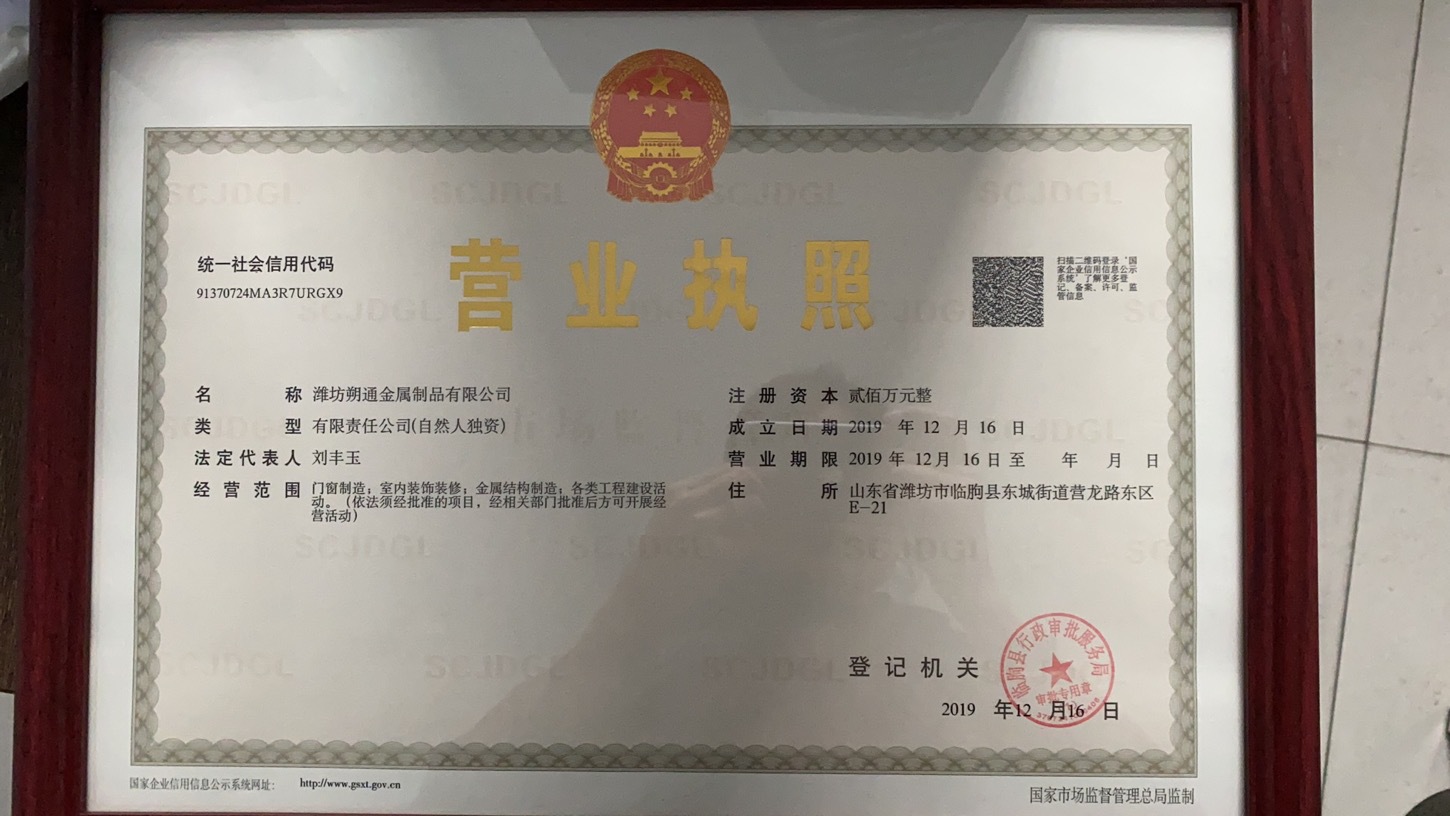 营业执照
统一社会信用代码
91370724MA3R7URGX9
扫描二维码登录‘国
家企业信用信息公示
系统’了解更多登
记、备案、许可、监
管信息
名称 潍坊朔通金属制品有限公司
类型 有限责任公司(自然人独资)
法定代表人 刘丰玉
经营范围 门窗制造；室内装饰装修；金属结构制造；各类工程建设活
动。（依法须经批准的项目，经相关部门批准后方可开展经
营活动）
注册资本 贰佰万元整
成立日期 2019 年 12 月 16 日
营业期限 2019 年 12 月 16 日 至 年 月 日
住所 山东省潍坊市临朐县东城街道营龙路东区
E-21
登记机关
临朐县行政审批服务局
审批专用章
2019 年 12 月 16 日
国家企业信用信息公示系统网址： http://www.gsxt.gov.cn
国家市场监督管理总局监制